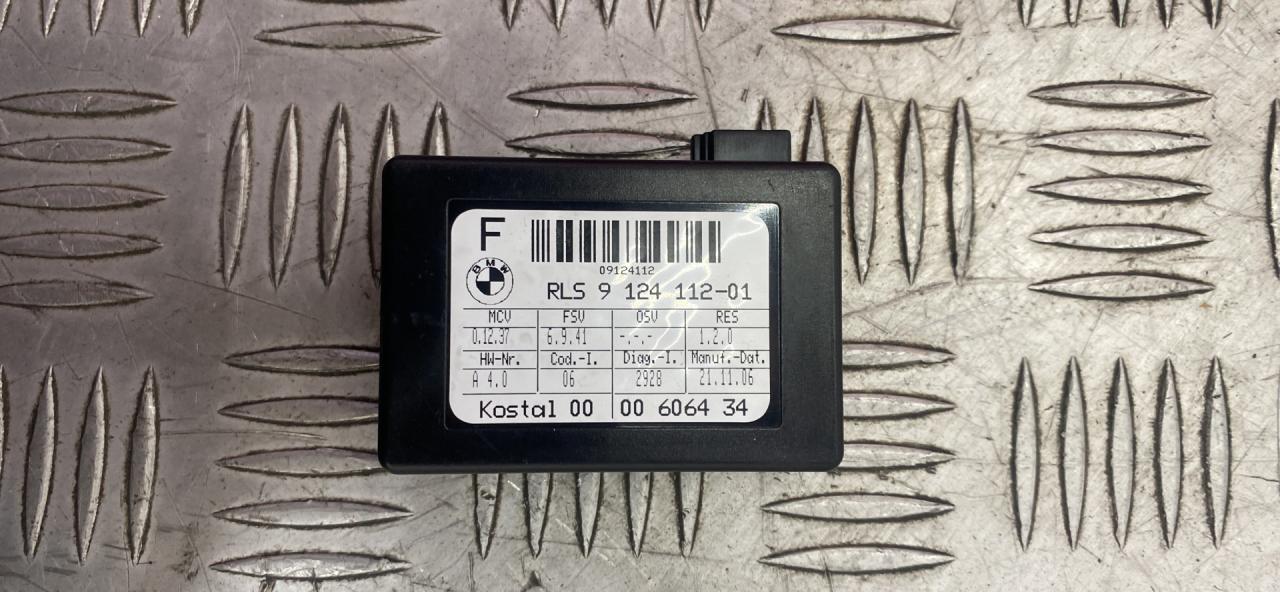 F
09124112
BMW
RLS 9 124 112-01
MCV FSV OSV RES
0.12.37 6.9.41 -.-.- 1.2.0
HW-Nr. Cod.-I. Diag.-I. Manuf.-Dat.
A 4.0 06 2928 21.11.06
Kostal 00 00 6064 34